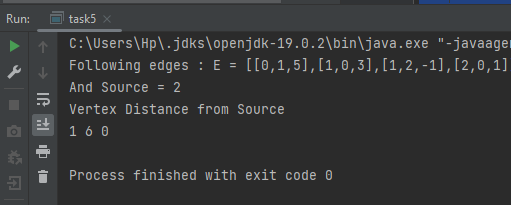 Run: task5
C:\Users\Hp\.jdks\openjdk-19.0.2\bin\java.exe "-javaagen
Following edges : E = [[0,1,5],[1,0,3],[1,2,-1],[2,0,1]
And Source = 2
Vertex Distance from Source
1 6 0
Process finished with exit code 0